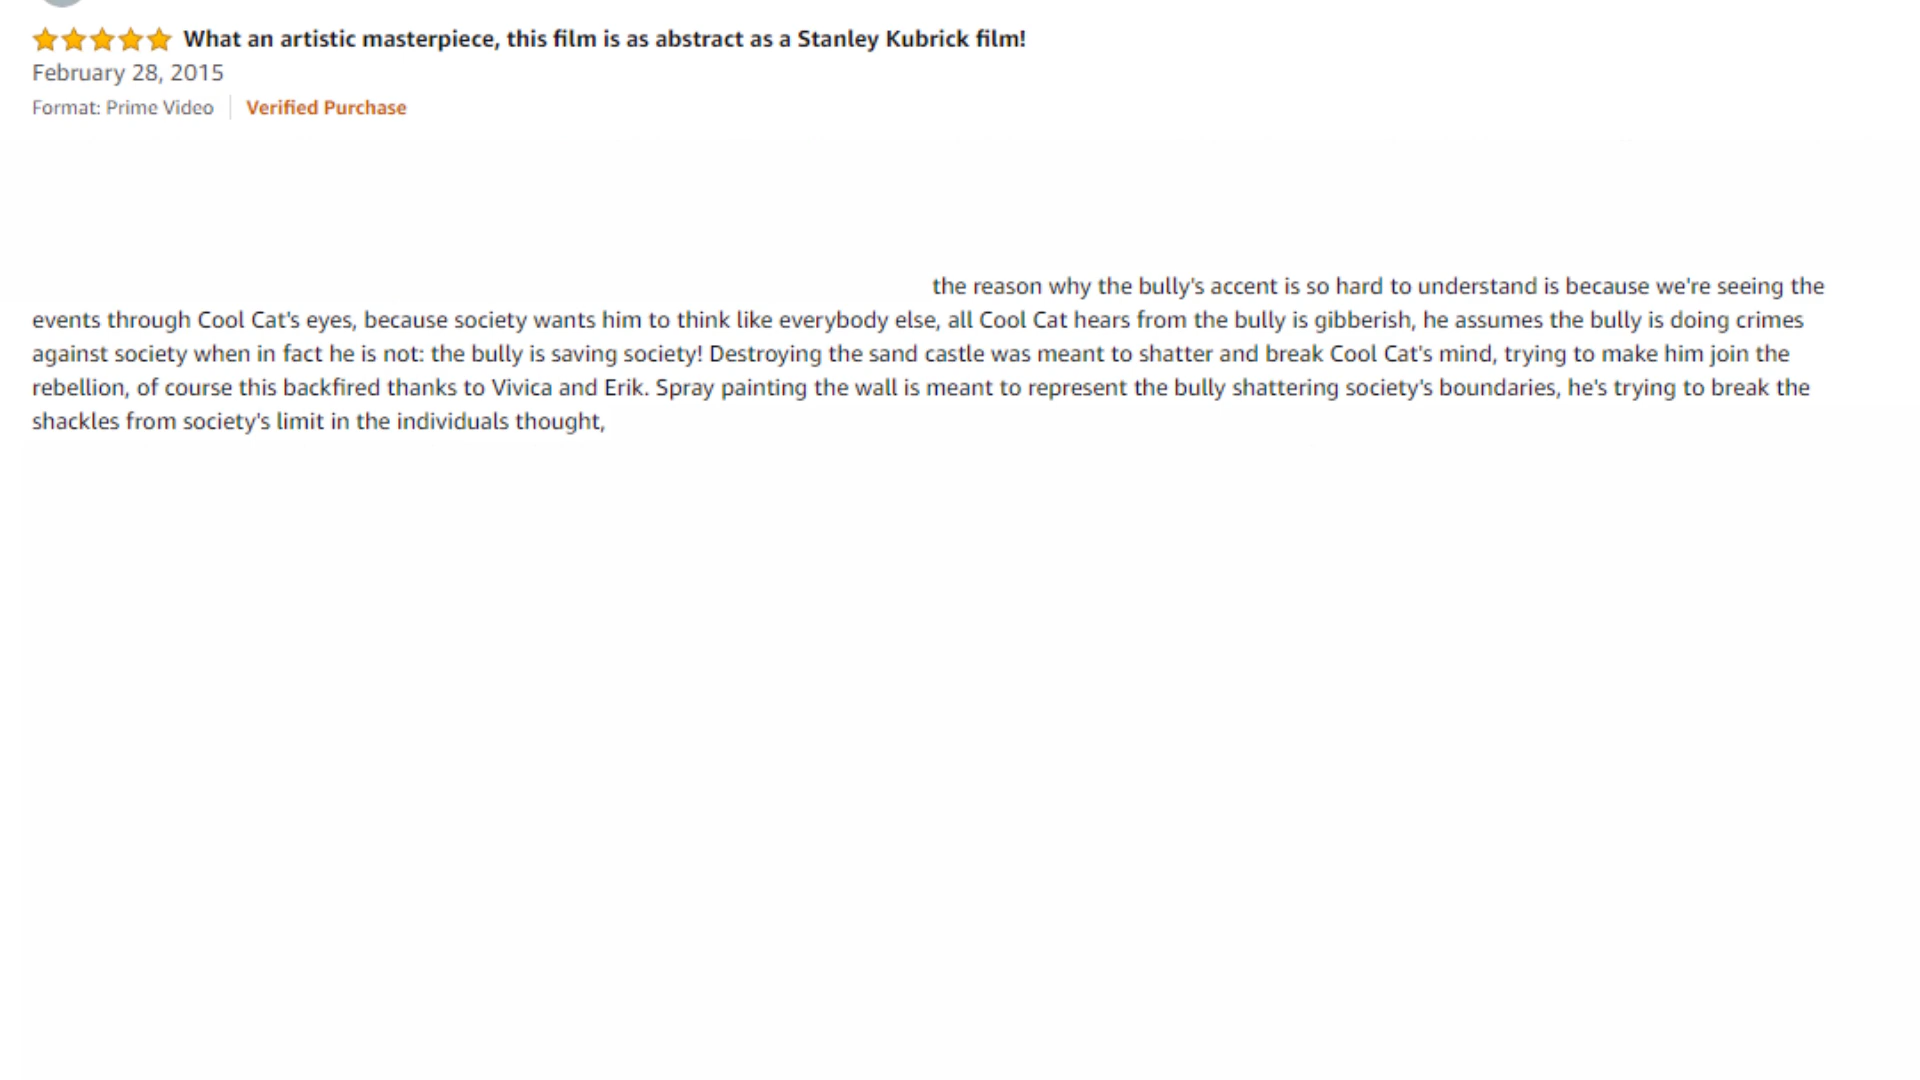 What an artistic masterpiece, this film is as abstract as a Stanley Kubrick film!
February 28, 2015
Format: Prime Video | Verified Purchase
the reason why the bully's accent is so hard to understand is because we're seeing the
events through Cool Cat's eyes, because society wants him to think like everybody else, all Cool Cat hears from the bully is gibberish, he assumes the bully is doing crimes
against society when in fact he is not: the bully is saving society! Destroying the sand castle was meant to shatter and break Cool Cat's mind, trying to make him join the
rebellion, of course this backfired thanks to Vivica and Erik. Spray painting the wall is meant to represent the bully shattering society's boundaries, he's trying to break the
shackles from society's limit in the individuals thought,